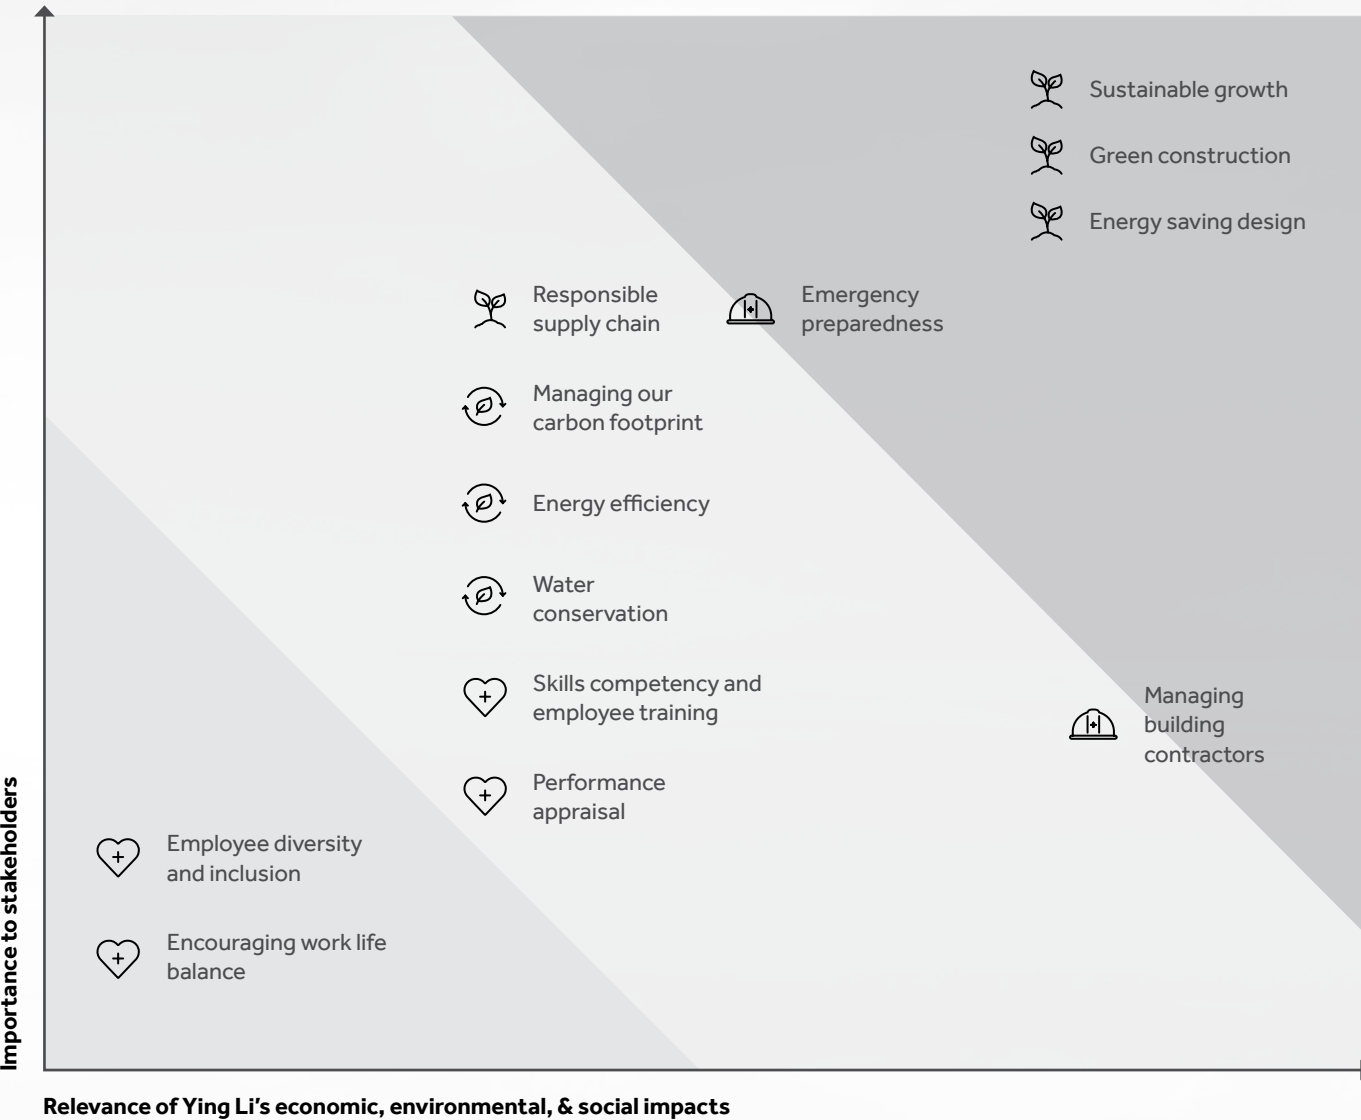 Sustainable growth
Green construction
Energy saving design
Responsible
supply chain
Emergency
preparedness
Managing our
carbon footprint
Energy efficiency
Water
conservation
Skills competency and
employee training
Managing
building
contractors
Performance
appraisal
Employee diversity
and inclusion
Encouraging work life
balance
Importance to stakeholders
Relevance of Ying Li’s economic, environmental, & social impacts